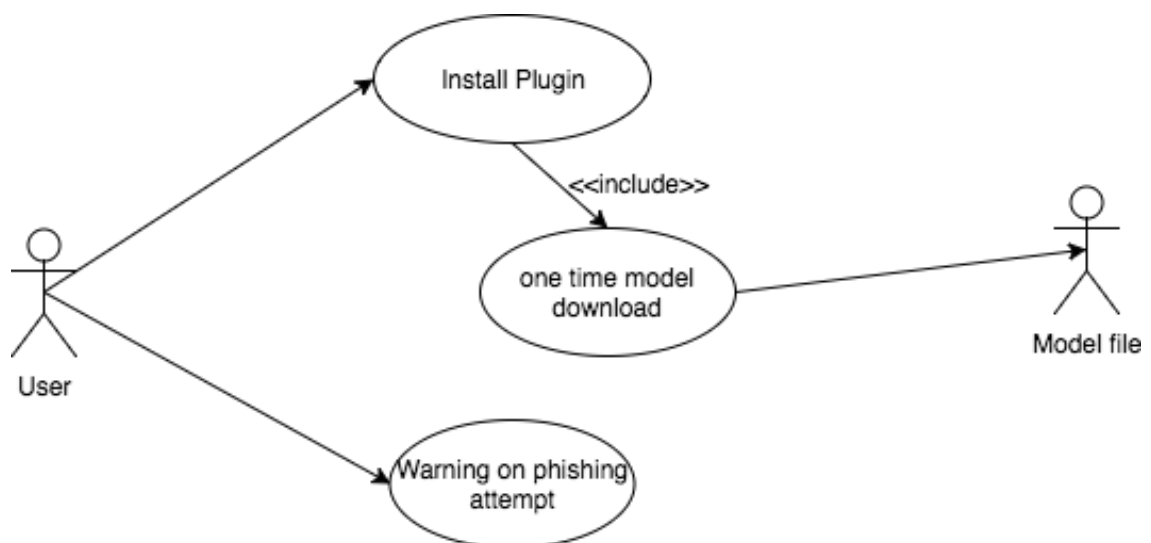 Install Plugin
<<include>>
one time model
download
Model file
User
Warning on phishing
attempt